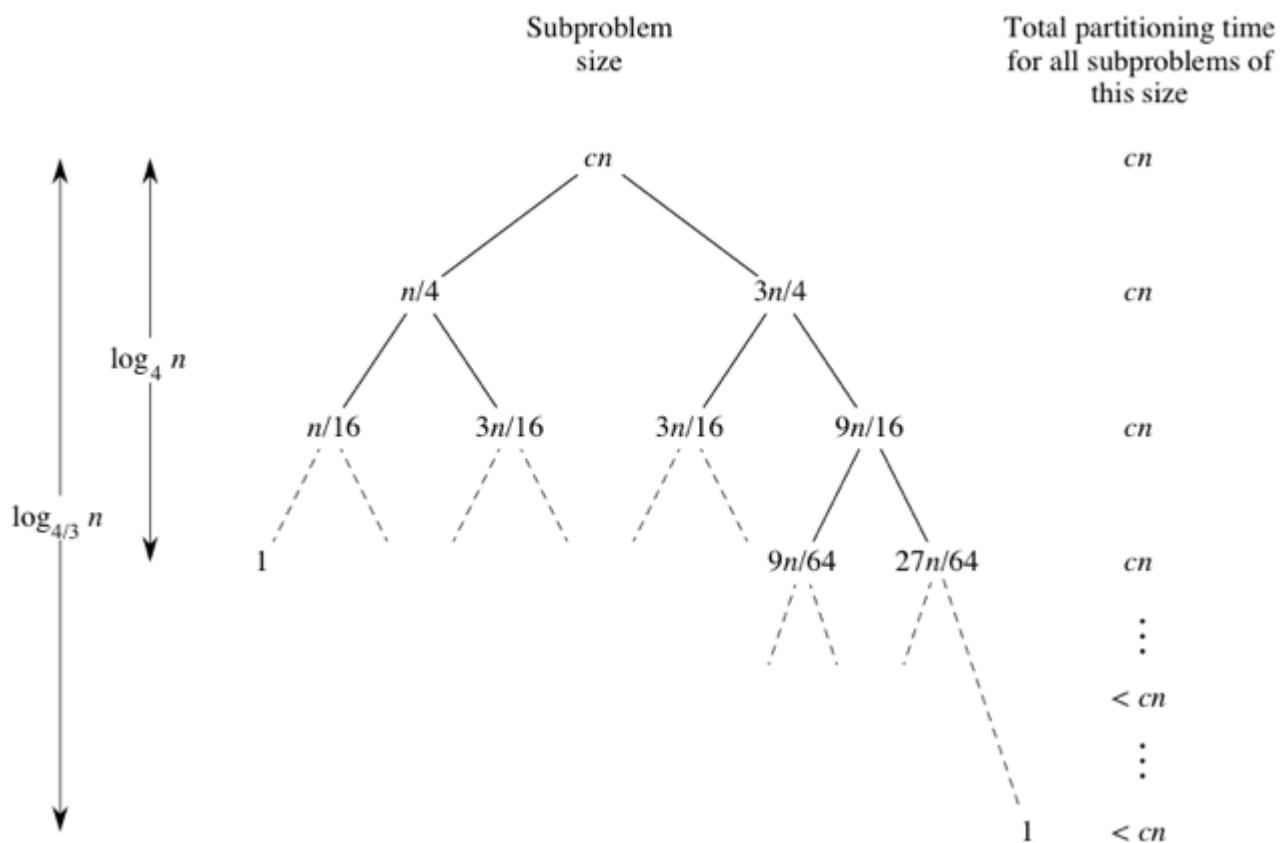 Subproblem
size
Total partitioning time
for all subproblems of
this size
cn cn
n/4 3n/4 cn
log₄ n
n/16 3n/16 3n/16 9n/16 cn
log₄/₃ n
1 9n/64 27n/64 cn
⋮
< cn
⋮
1 < cn